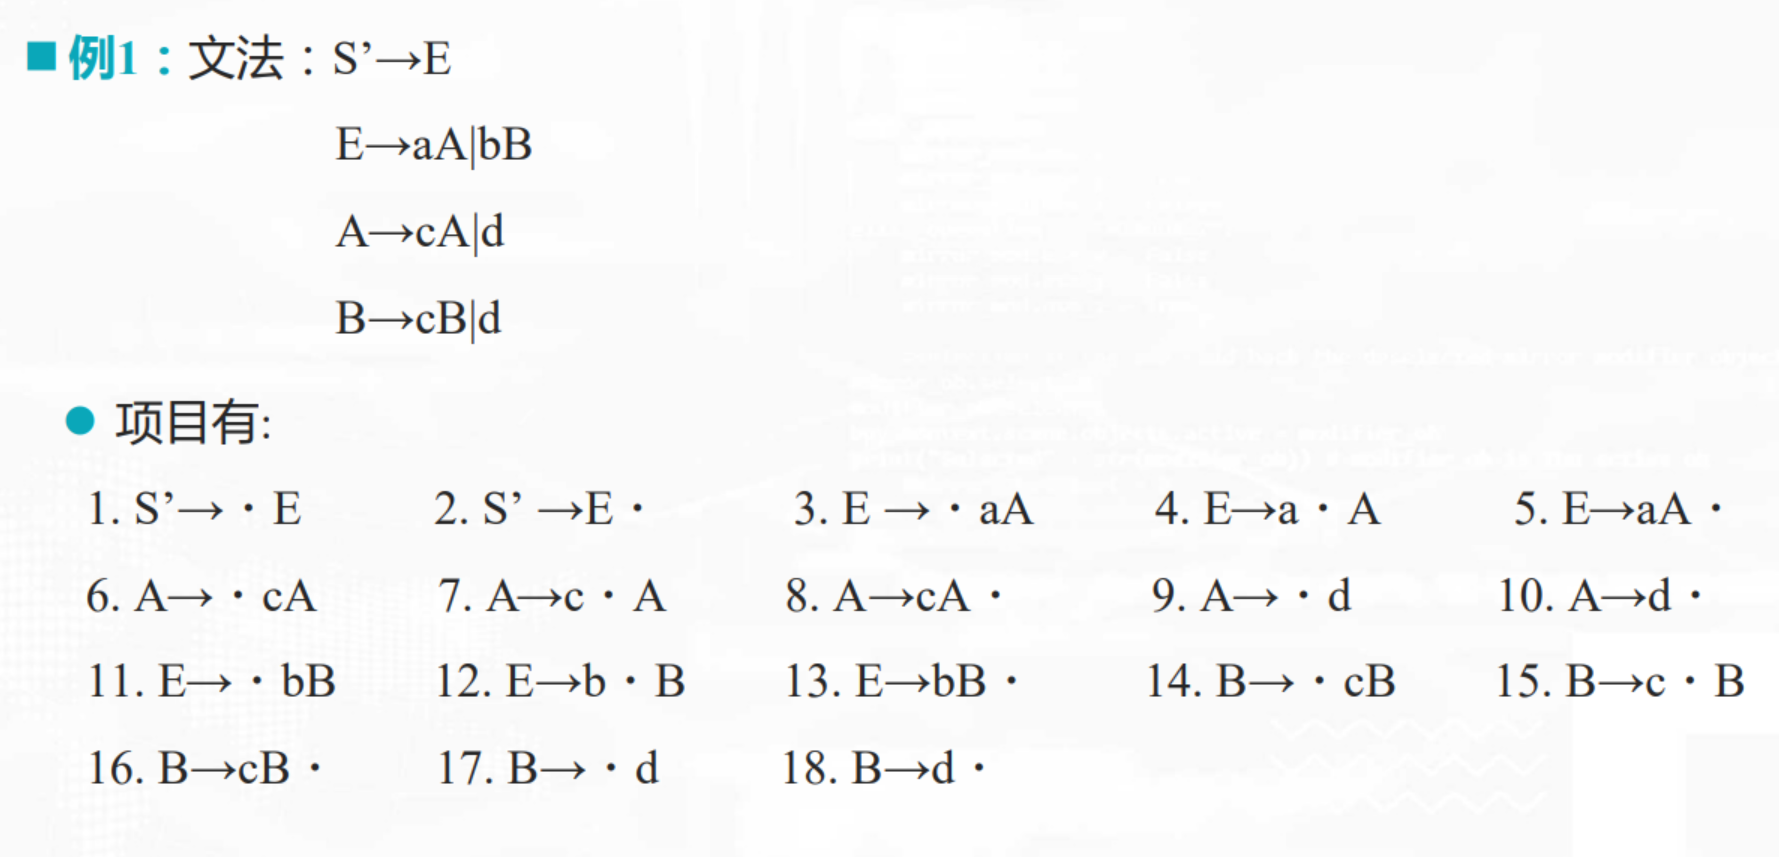 例1：文法：S’→E
E→aA|bB
A→cA|d
B→cB|d
项目有:
1. S’→ · E 2. S’ →E · 3. E → · aA 4. E→a · A 5. E→aA ·
6. A→ · cA 7. A→c · A 8. A→cA · 9. A→ · d 10. A→d ·
11. E→ · bB 12. E→b · B 13. E→bB · 14. B→ · cB 15. B→c · B
16. B→cB · 17. B→ · d 18. B→d ·